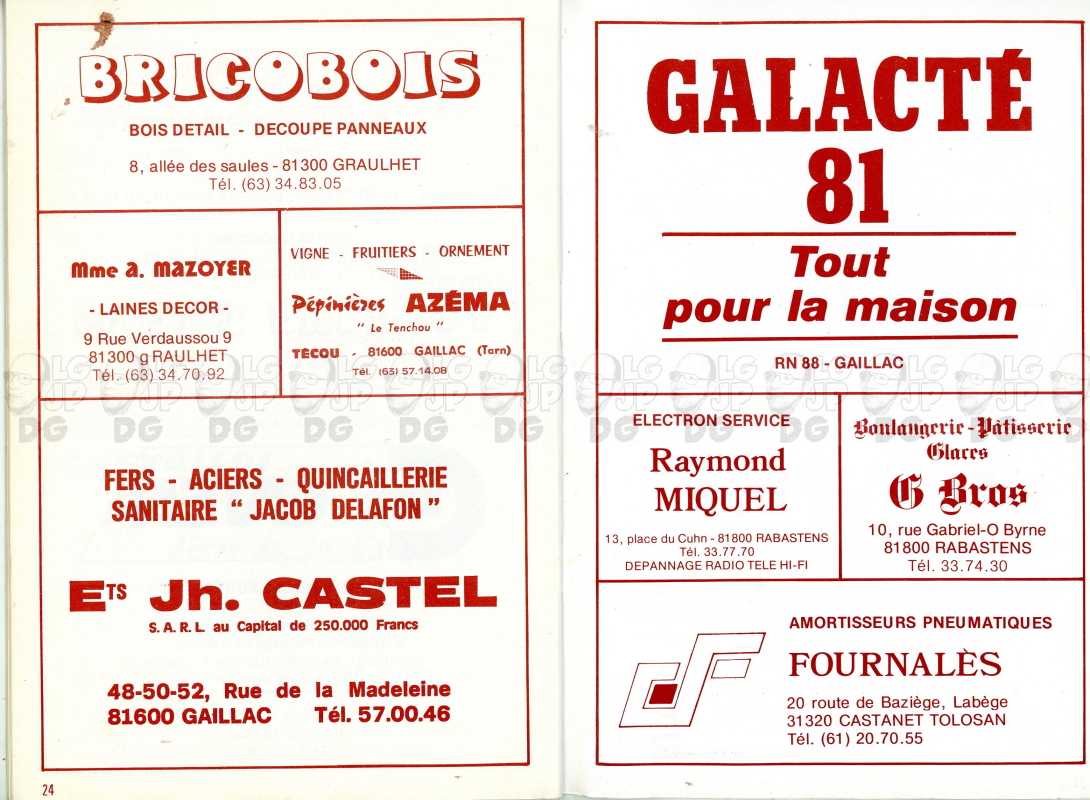 BRICOBOIS
BOIS DETAIL - DECOUPE PANNEAUX
8, allée des saules - 81300 GRAULHET
Tél. (63) 34.83.05
Mme a. MAZOYER
- LAINES DECOR -
9 Rue Verdaussou 9
81300 g RAULHET
Tél. (63) 34.70.92
VIGNE - FRUITIERS - ORNEMENT
Pépinières AZÉMA
" Le Tenchou "
TÉCOU - 81600 GAILLAC (Tarn)
Tél. (63) 57.14.08
FERS - ACIERS - QUINCAILLERIE
SANITAIRE " JACOB DELAFON "
ETS Jh. CASTEL
S.A.R.L. au Capital de 250.000 Francs
48-50-52, Rue de la Madeleine
81600 GAILLAC Tél. 57.00.46
24
GALACTÉ
81
Tout
pour la maison
RN 88 - GAILLAC
ELECTRON SERVICE
Raymond
MIQUEL
13, place du Cuhn - 81800 RABASTENS
Tél. 33.77.70
DEPANNAGE RADIO TELE HI-FI
Boulangerie-Pâtisserie
Glaces
G Bros
10, rue Gabriel-O Byrne
81800 RABASTENS
Tél. 33.74.30
AMORTISSEURS PNEUMATIQUES
FOURNALÈS
20 route de Baziège, Labège
31320 CASTANET TOLOSAN
Tél. (61) 20.70.55
LG JP DG